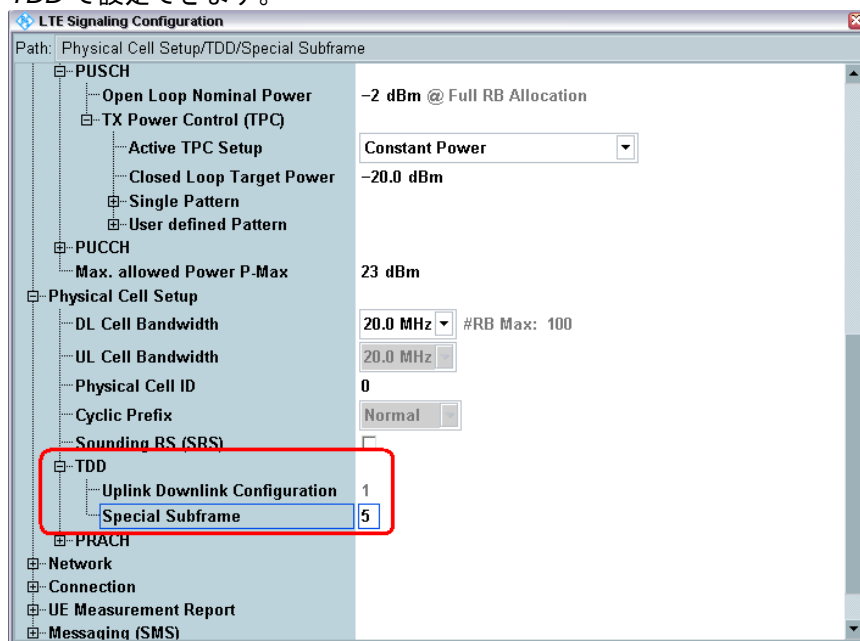 TDD で設定できます。
LTE Signaling Configuration
Path: Physical Cell Setup/TDD/Special Subframe
PUSCH
Open Loop Nominal Power −2 dBm @ Full RB Allocation
TX Power Control (TPC)
Active TPC Setup Constant Power
Closed Loop Target Power −20.0 dBm
Single Pattern
User defined Pattern
PUCCH
Max. allowed Power P-Max 23 dBm
Physical Cell Setup
DL Cell Bandwidth 20.0 MHz #RB Max: 100
UL Cell Bandwidth 20.0 MHz
Physical Cell ID 0
Cyclic Prefix Normal
Sounding RS (SRS)
TDD
Uplink Downlink Configuration 1
Special Subframe 5
PRACH
Network
Connection
UE Measurement Report
Messaging (SMS)